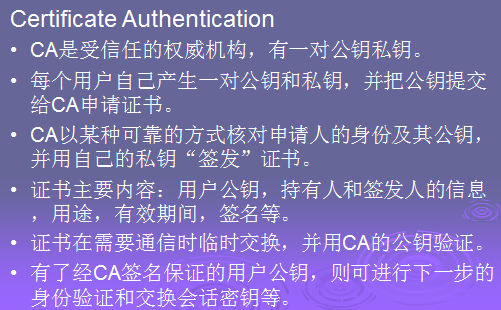 Certificate Authentication
• CA是受信任的权威机构，有一对公钥私钥。
• 每个用户自己产生一对公钥和私钥，并把公钥提交
给CA申请证书。
• CA以某种可靠的方式核对申请人的身份及其公钥，
并用自己的私钥“签发”证书。
• 证书主要内容：用户公钥，持有人和签发人的信息
，用途，有效期间，签名等。
• 证书在需要通信时临时交换，并用CA的公钥验证。
• 有了经CA签名保证的用户公钥，则可进行下一步的
身份验证和交换会话密钥等。